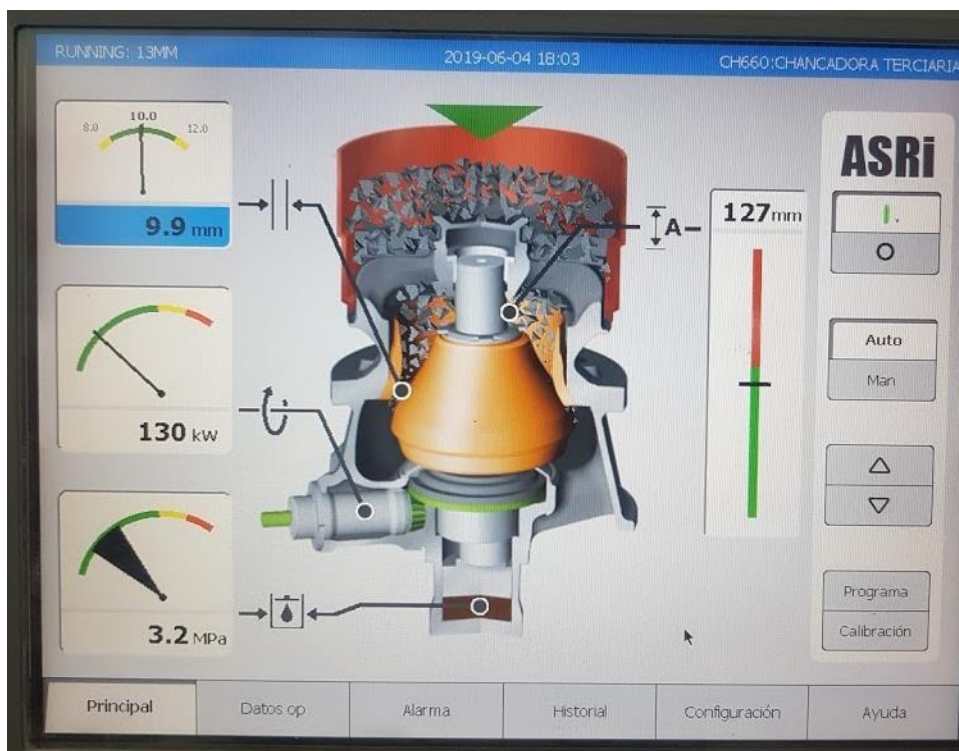 RUNNING: 13MM
2019-06-04 18:03
CH660:CHANCADORA TERCIARIA
8.0 10.0 12.0
9.9 mm
130 kW
3.2 MPa
A
127mm
ASRi
Auto
Man
Programa
Calibración
Principal
Datos op
Alarma
Historial
Configuración
Ayuda